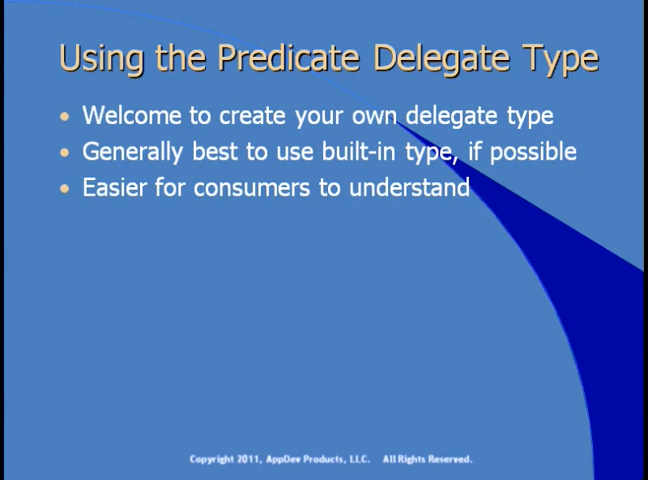 Using the Predicate Delegate Type
Welcome to create your own delegate type
Generally best to use built-in type, if possible
Easier for consumers to understand
Copyright 2011, AppDev Products, LLC. All Rights Reserved.